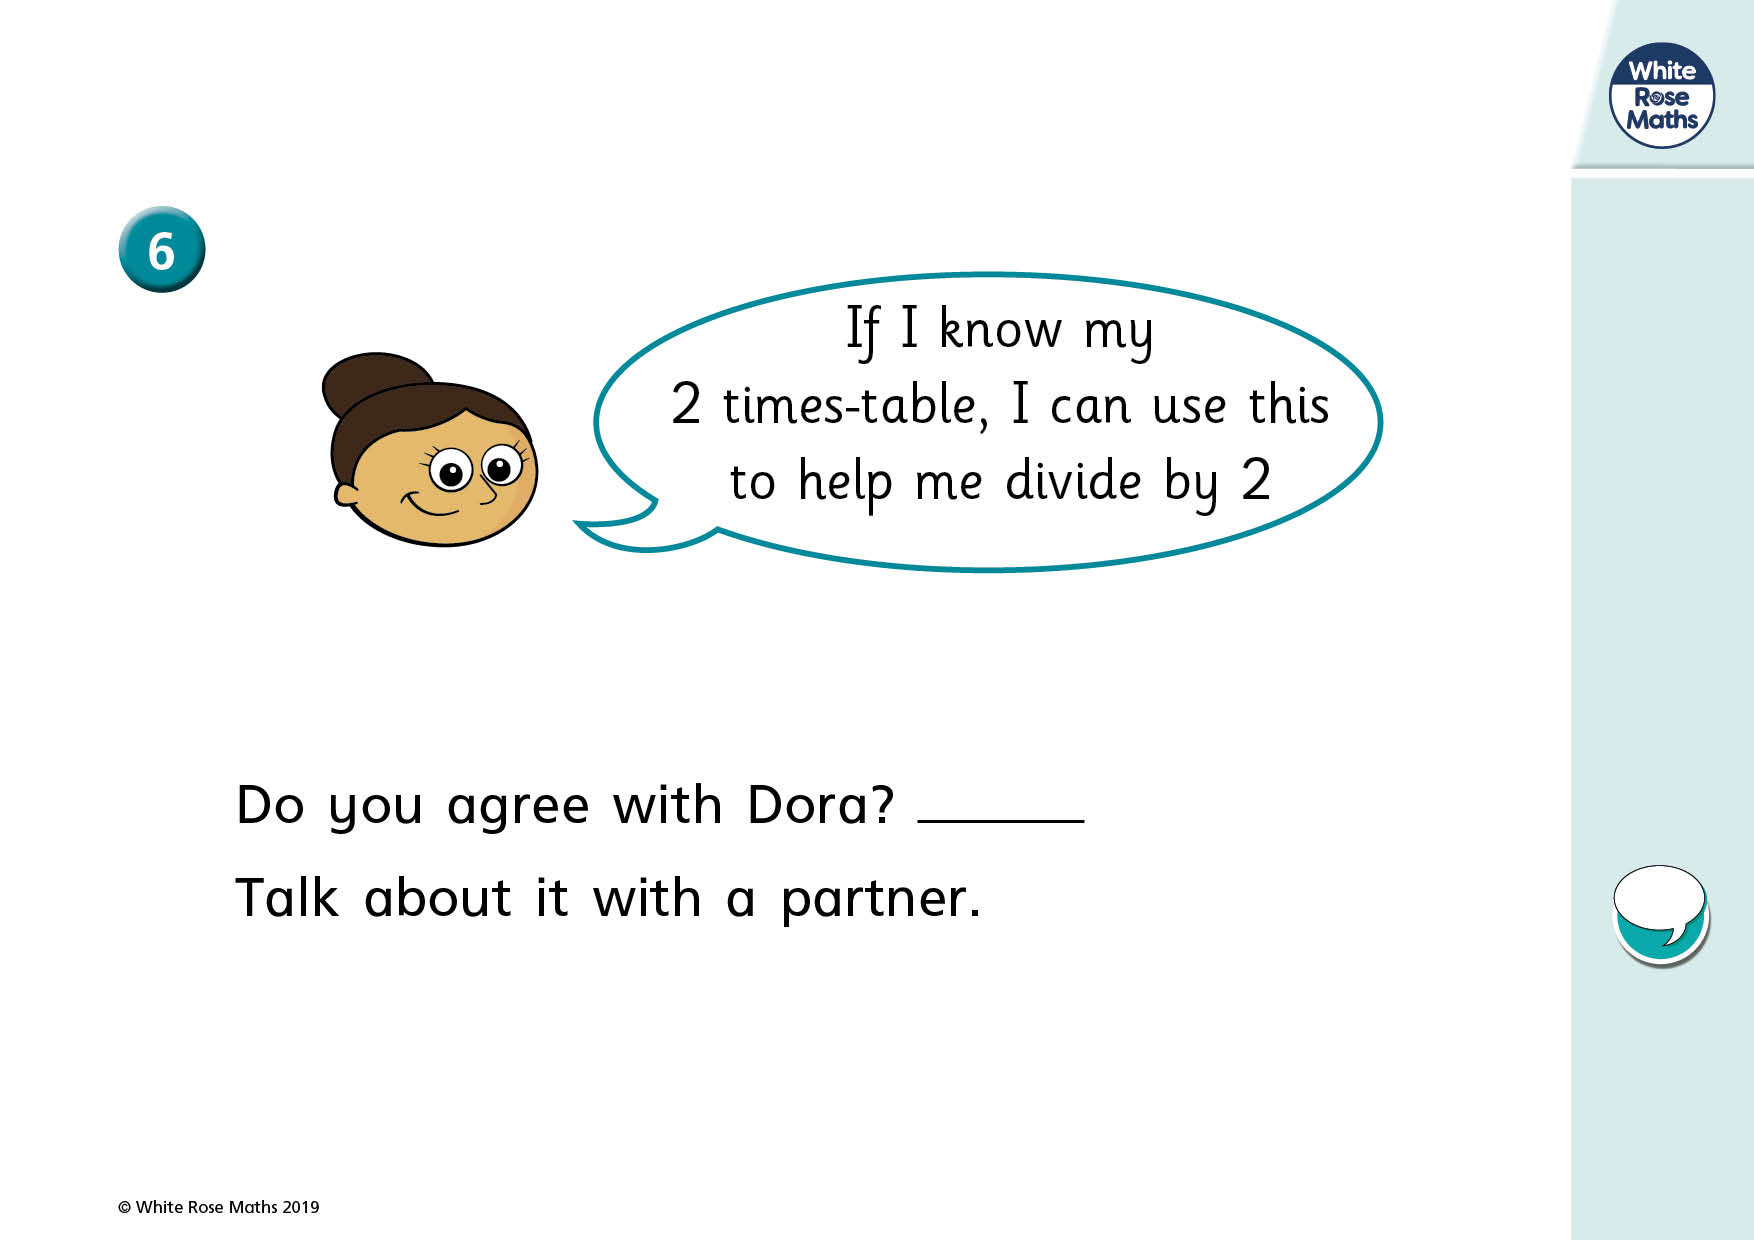 White
Rose
Maths
6
If I know my
2 times-table, I can use this
to help me divide by 2
Do you agree with Dora? ______
Talk about it with a partner.
© White Rose Maths 2019